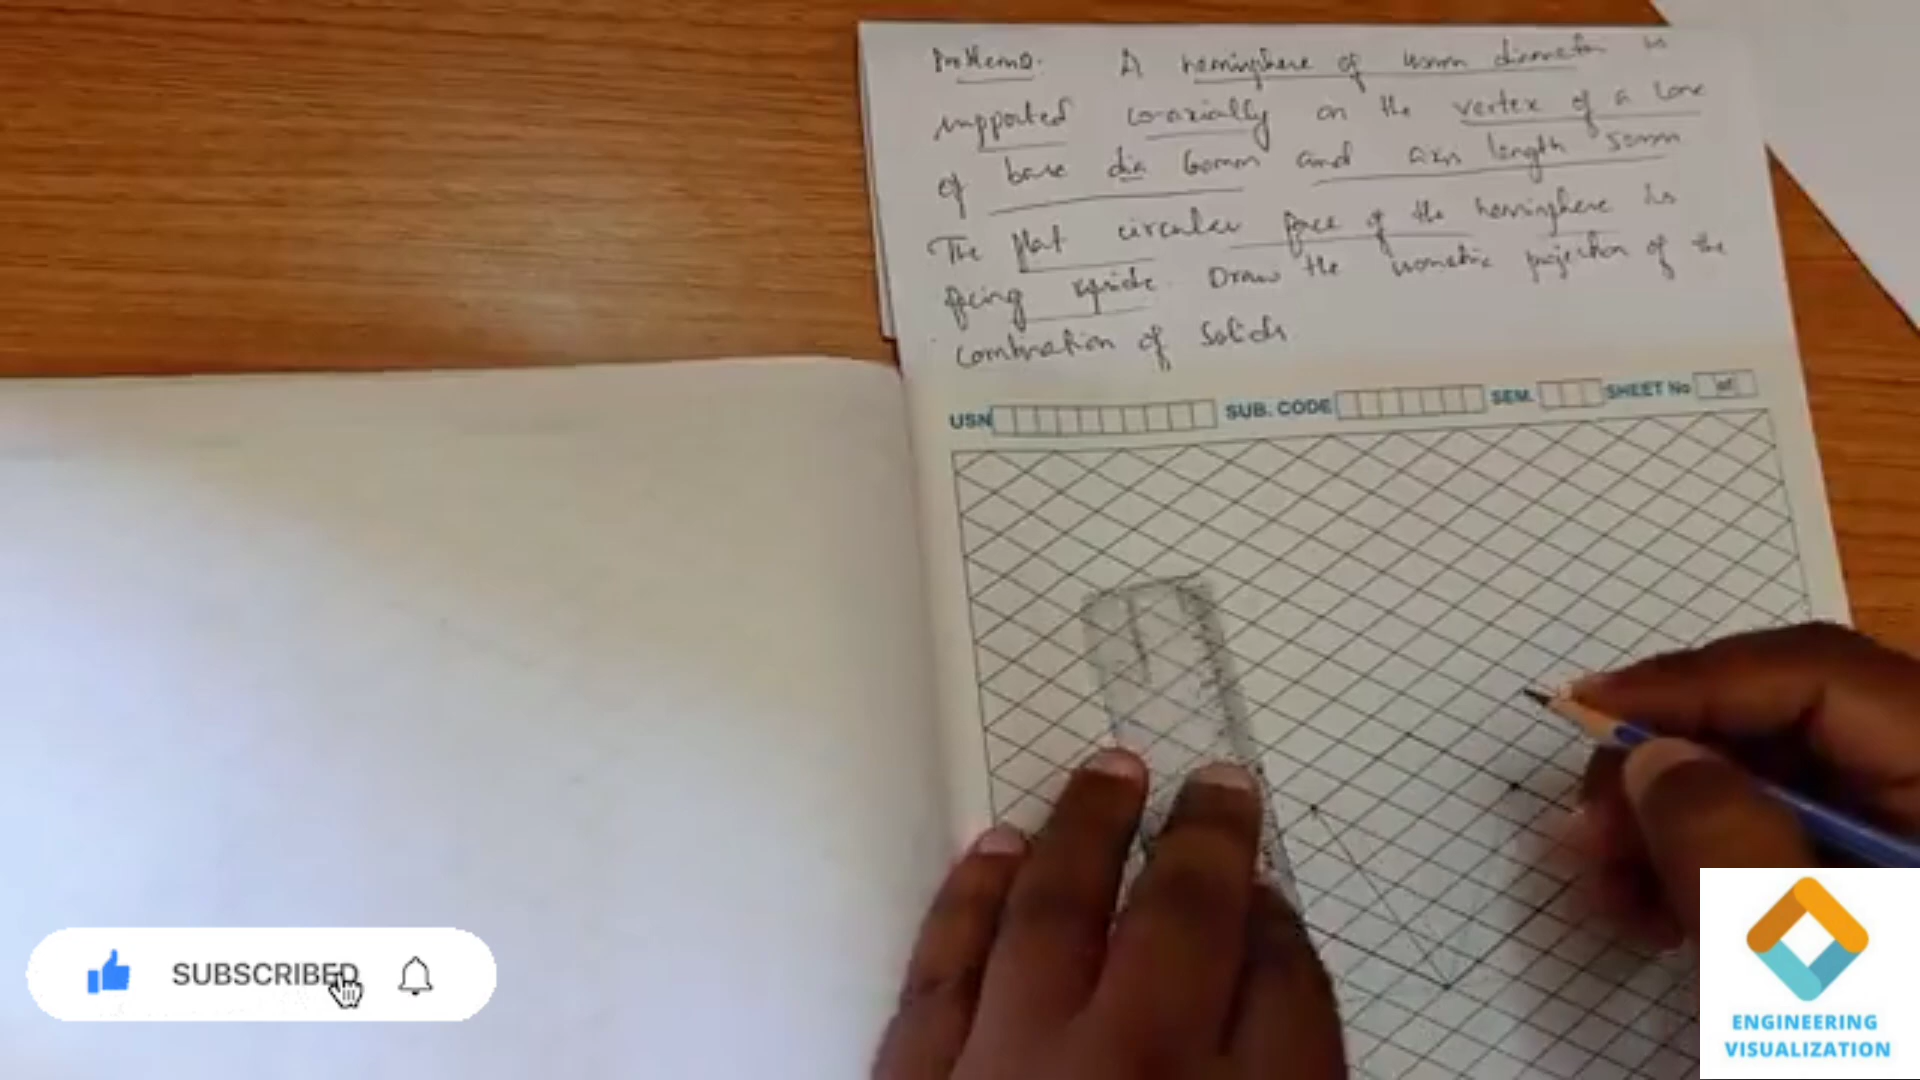 Problems. A hemisphere of 40mm diameter is
supported co-axially on the vertex of a cone
of base dia 60mm and axis length 50mm
The flat circular face of the hemisphere is
facing upside. Draw the isometric projection of the
combination of Solids
USN SUB. CODE SEM. SHEET No of
SUBSCRIBED
ENGINEERING
VISUALIZATION